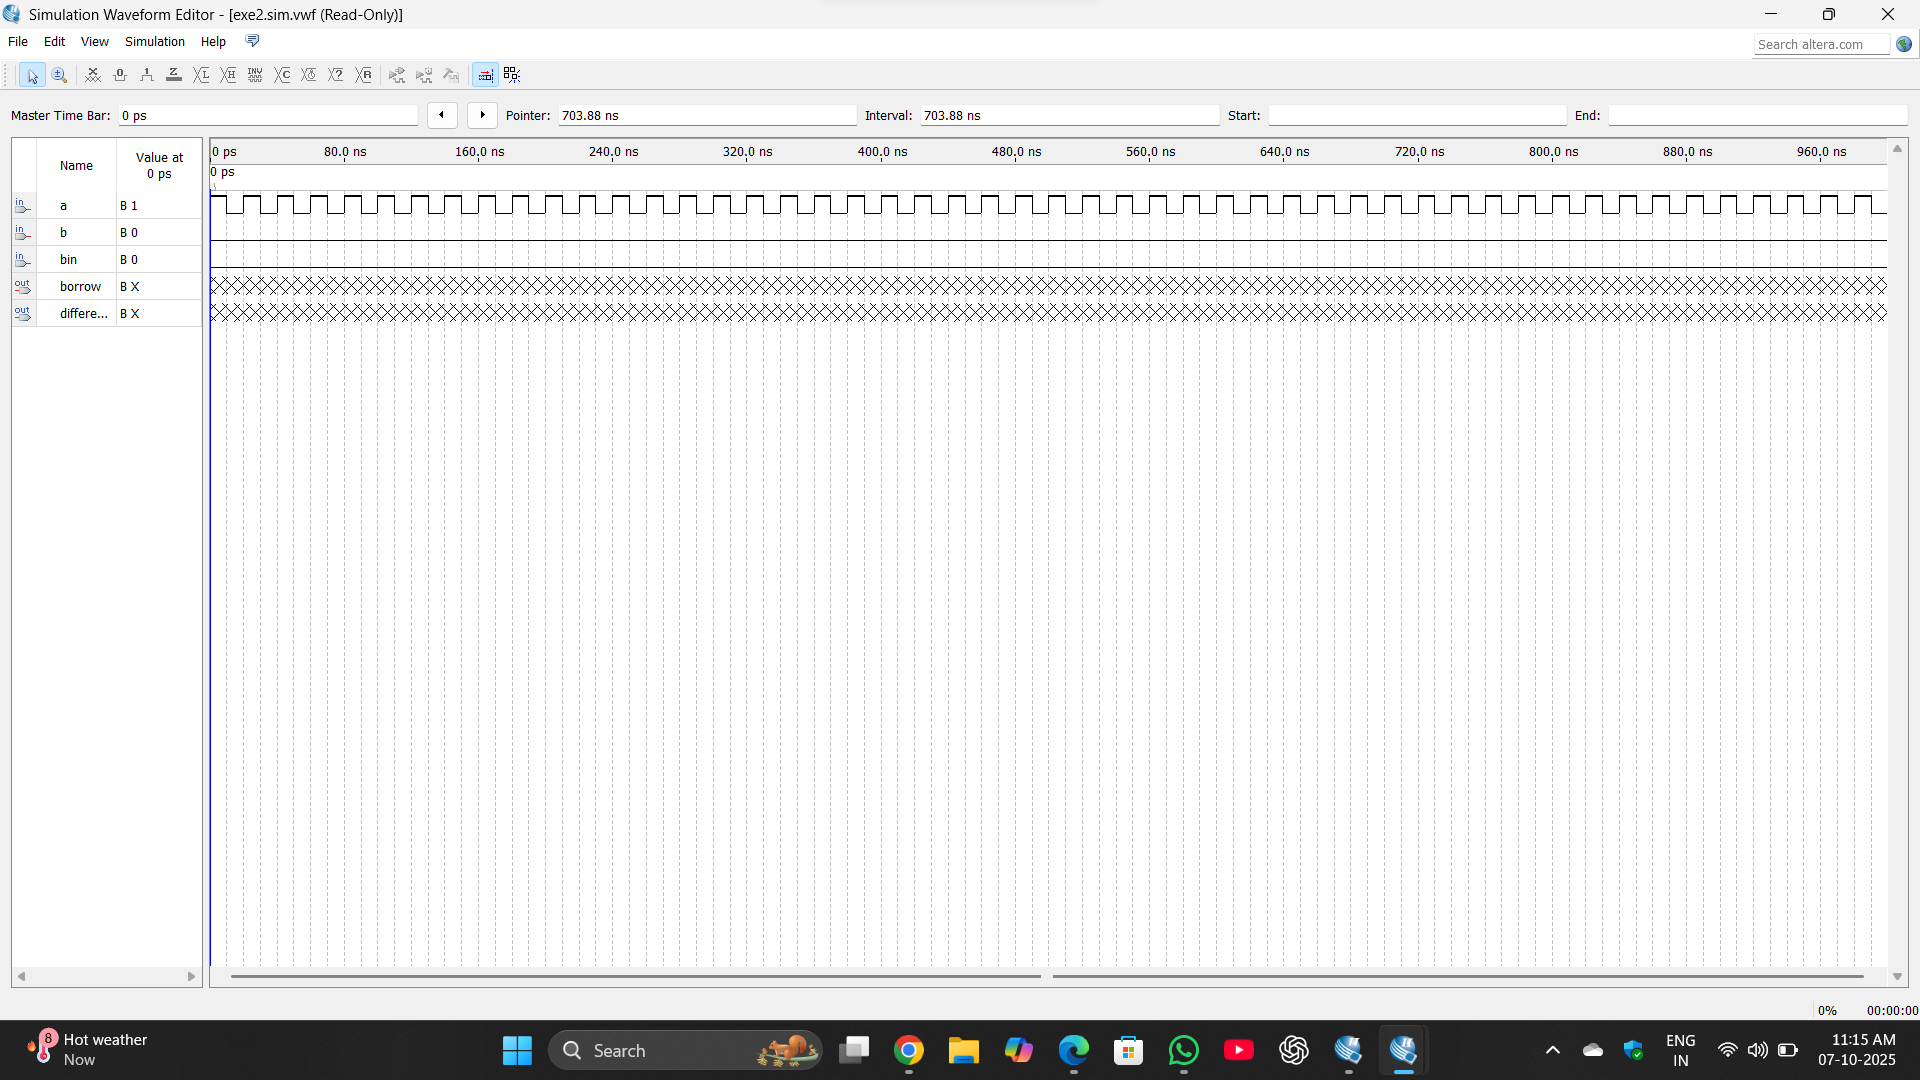 Simulation Waveform Editor - [exe2.sim.vwf (Read-Only)]
File Edit View Simulation Help
Search altera.com
Master Time Bar: 0 ps Pointer: 703.88 ns Interval: 703.88 ns Start: End:
Name Value at 0 ps
0 ps 80.0 ns 160.0 ns 240.0 ns 320.0 ns 400.0 ns 480.0 ns 560.0 ns 640.0 ns 720.0 ns 800.0 ns 880.0 ns 960.0 ns
0 ps
in a B 1
in b B 0
in bin B 0
out borrow B X
out differe... B X
0% 00:00:00
8 Hot weather
Now
Search
ENG
IN
11:15 AM
07-10-2025